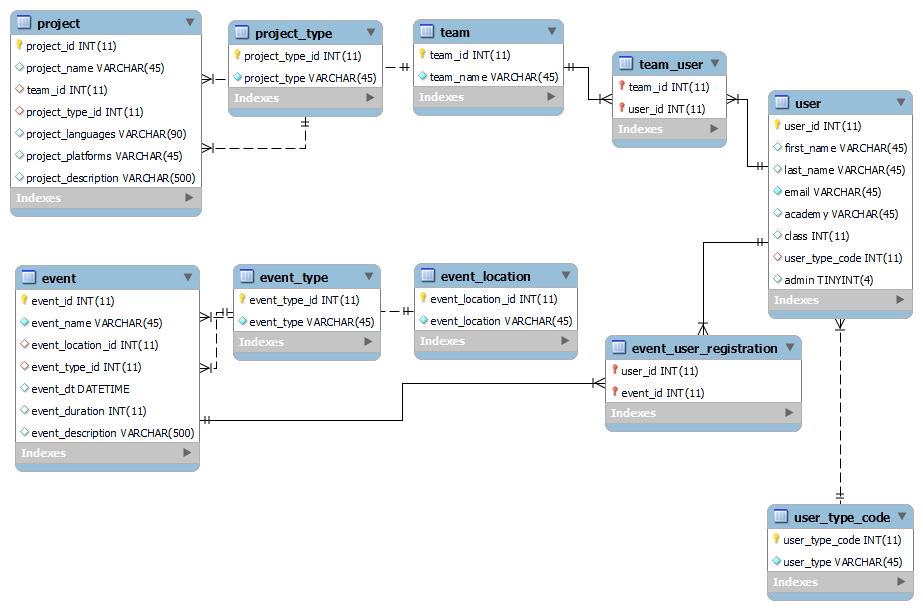 project
project_id INT(11)
project_name VARCHAR(45)
team_id INT(11)
project_type_id INT(11)
project_languages VARCHAR(90)
project_platforms VARCHAR(45)
project_description VARCHAR(500)
Indexes
project_type
project_type_id INT(11)
project_type VARCHAR(45)
Indexes
team
team_id INT(11)
team_name VARCHAR(45)
Indexes
team_user
team_id INT(11)
user_id INT(11)
Indexes
user
user_id INT(11)
first_name VARCHAR(45)
last_name VARCHAR(45)
email VARCHAR(45)
academy VARCHAR(45)
class INT(11)
user_type_code INT(11)
admin TINYINT(4)
Indexes
event
event_id INT(11)
event_name VARCHAR(45)
event_location_id INT(11)
event_type_id INT(11)
event_dt DATETIME
event_duration INT(11)
event_description VARCHAR(500)
Indexes
event_type
event_type_id INT(11)
event_type VARCHAR(45)
Indexes
event_location
event_location_id INT(11)
event_location VARCHAR(45)
Indexes
event_user_registration
user_id INT(11)
event_id INT(11)
Indexes
user_type_code
user_type_code INT(11)
user_type VARCHAR(45)
Indexes